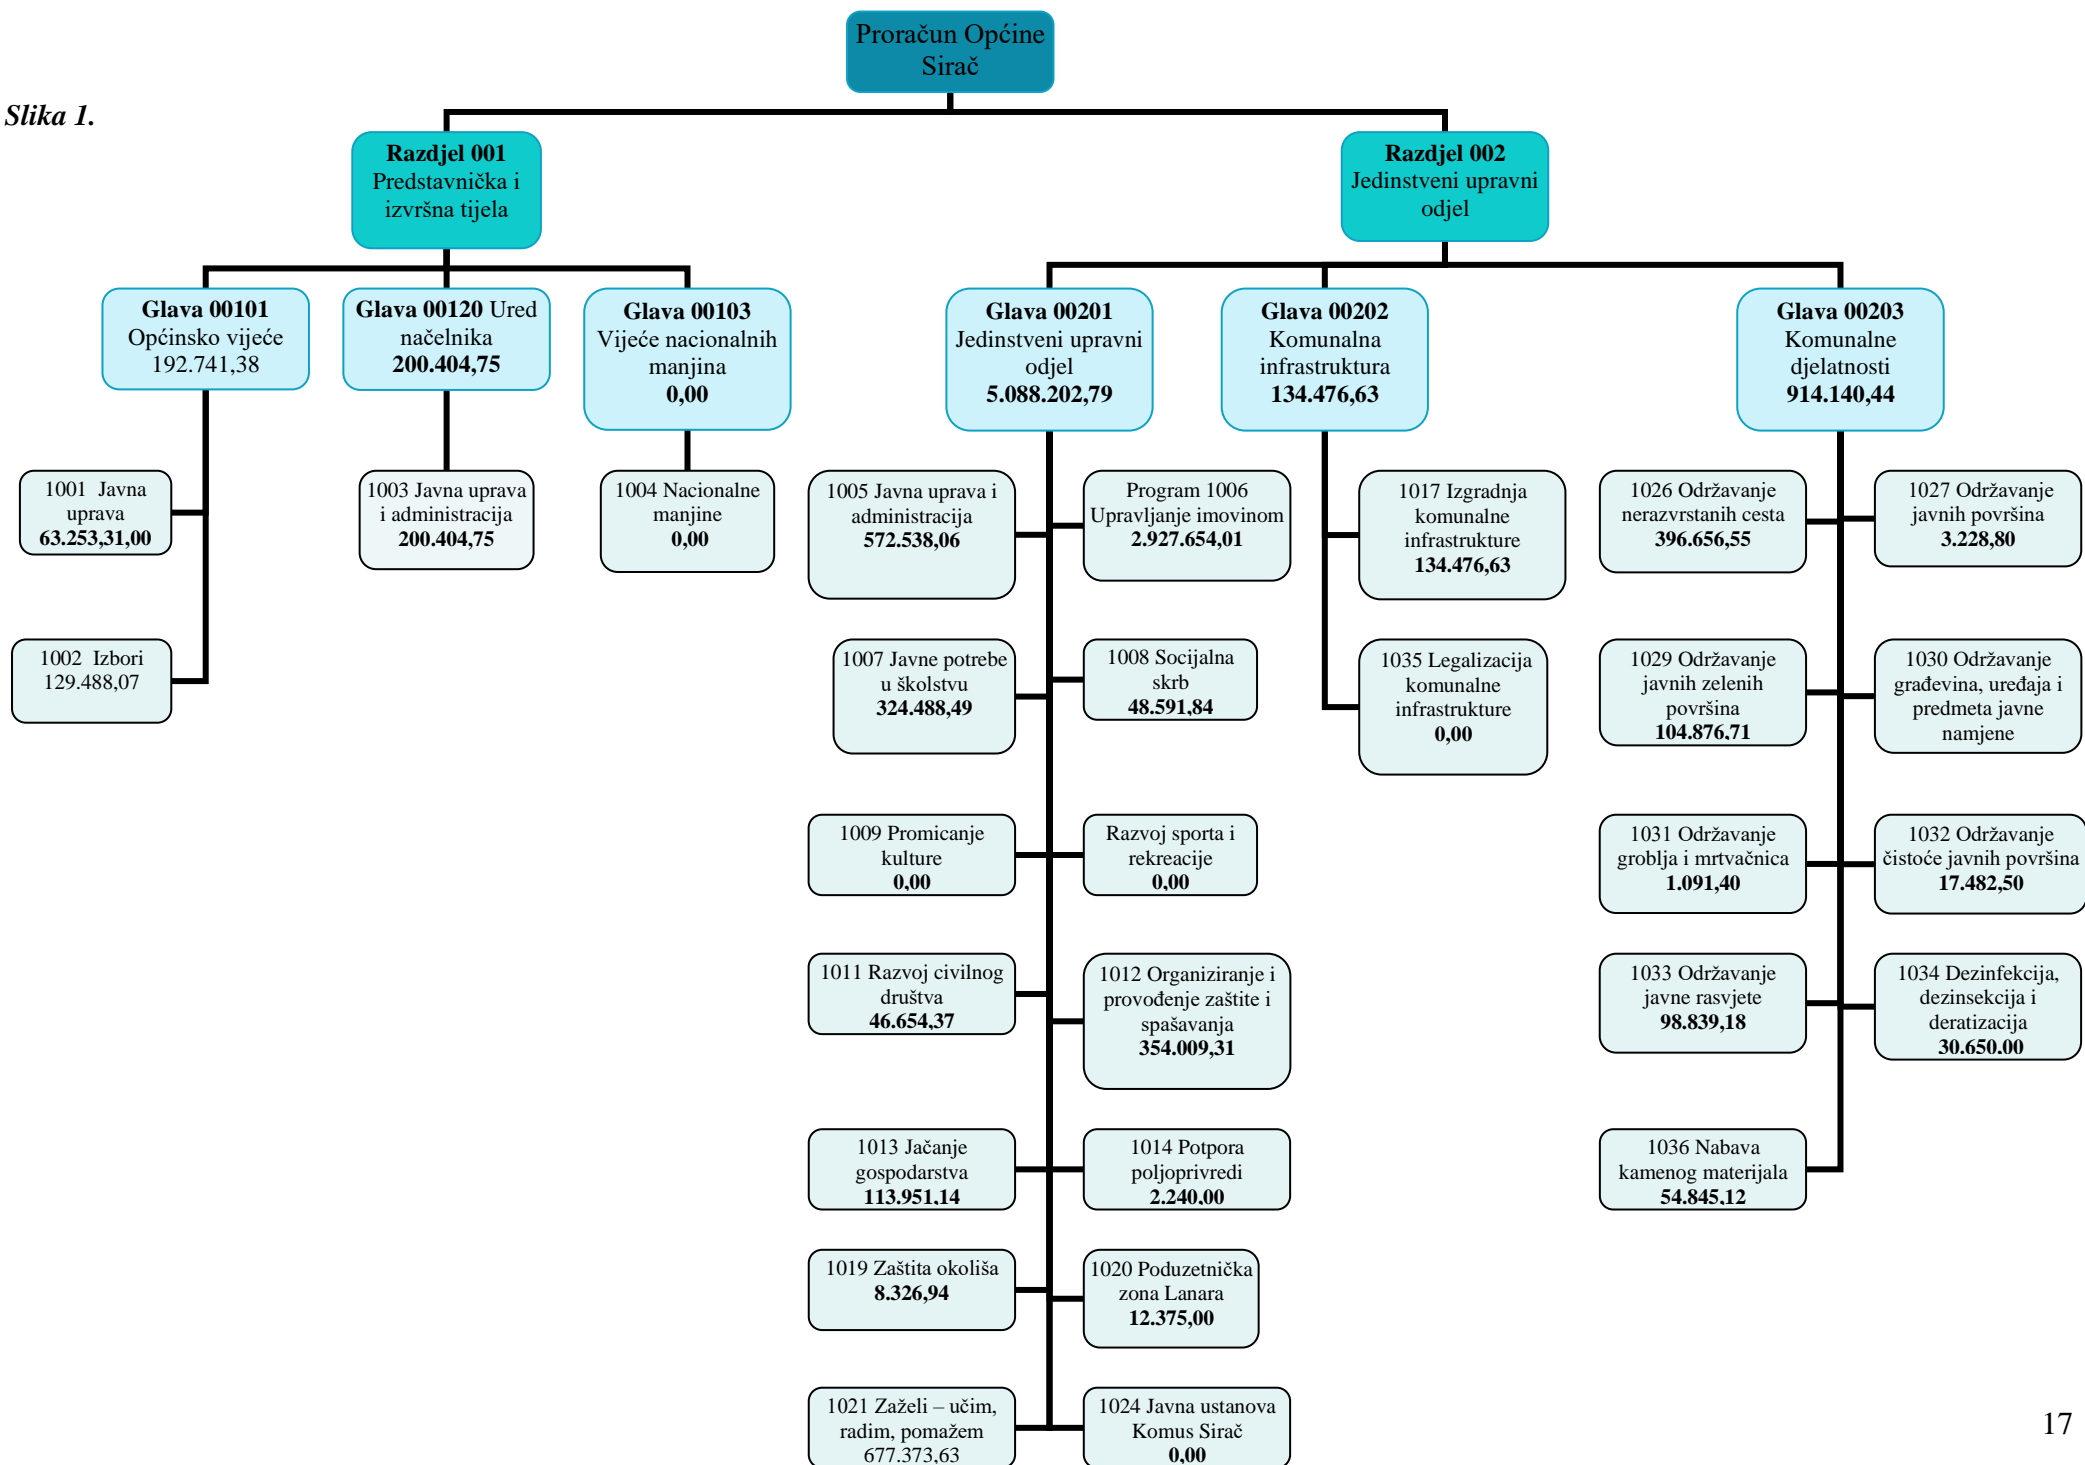 Proračun Općine
Sirač
Slika 1.
Razdjel 001
Predstavnička i
izvršna tijela
Razdjel 002
Jedinstveni upravni
odjel
Glava 00101
Općinsko vijeće
192.741,38
Glava 00120 Ured
načelnika
200.404,75
Glava 00103
Vijeće nacionalnih
manjina
0,00
Glava 00201
Jedinstveni upravni
odjel
5.088.202,79
Glava 00202
Komunalna
infrastruktura
134.476,63
Glava 00203
Komunalne
djelatnosti
914.140,44
1001 Javna
uprava
63.253,31,00
1003 Javna uprava
i administracija
200.404,75
1004 Nacionalne
manjine
0,00
1005 Javna uprava i
administracija
572.538,06
Program 1006
Upravljanje imovinom
2.927.654,01
1017 Izgradnja
komunalne
infrastrukture
134.476,63
1026 Održavanje
nerazvrstanih cesta
396.656,55
1027 Održavanje
javnih površina
3.228,80
1002 Izbori
129.488,07
1007 Javne potrebe
u školstvu
324.488,49
1008 Socijalna
skrb
48.591,84
1035 Legalizacija
komunalne
infrastrukture
0,00
1029 Održavanje
javnih zelenih
površina
104.876,71
1030 Održavanje
građevina, uređaja i
predmeta javne
namjene
1009 Promicanje
kulture
0,00
Razvoj sporta i
rekreacije
0,00
1031 Održavanje
groblja i mrtvačnica
1.091,40
1032 Održavanje
čistoće javnih površina
17.482,50
1011 Razvoj civilnog
društva
46.654,37
1012 Organiziranje i
provođenje zaštite i
spašavanja
354.009,31
1033 Održavanje
javne rasvjete
98.839,18
1034 Dezinfekcija,
dezinsekcija i
deratizacija
30.650,00
1013 Jačanje
gospodarstva
113.951,14
1014 Potpora
poljoprivredi
2.240,00
1036 Nabava
kamenog materijala
54.845,12
1019 Zaštita okoliša
8.326,94
1020 Poduzetnička
zona Lanara
12.375,00
1021 Zaželi – učim,
radim, pomažem
677.373,63
1024 Javna ustanova
Komus Sirač
0,00
17